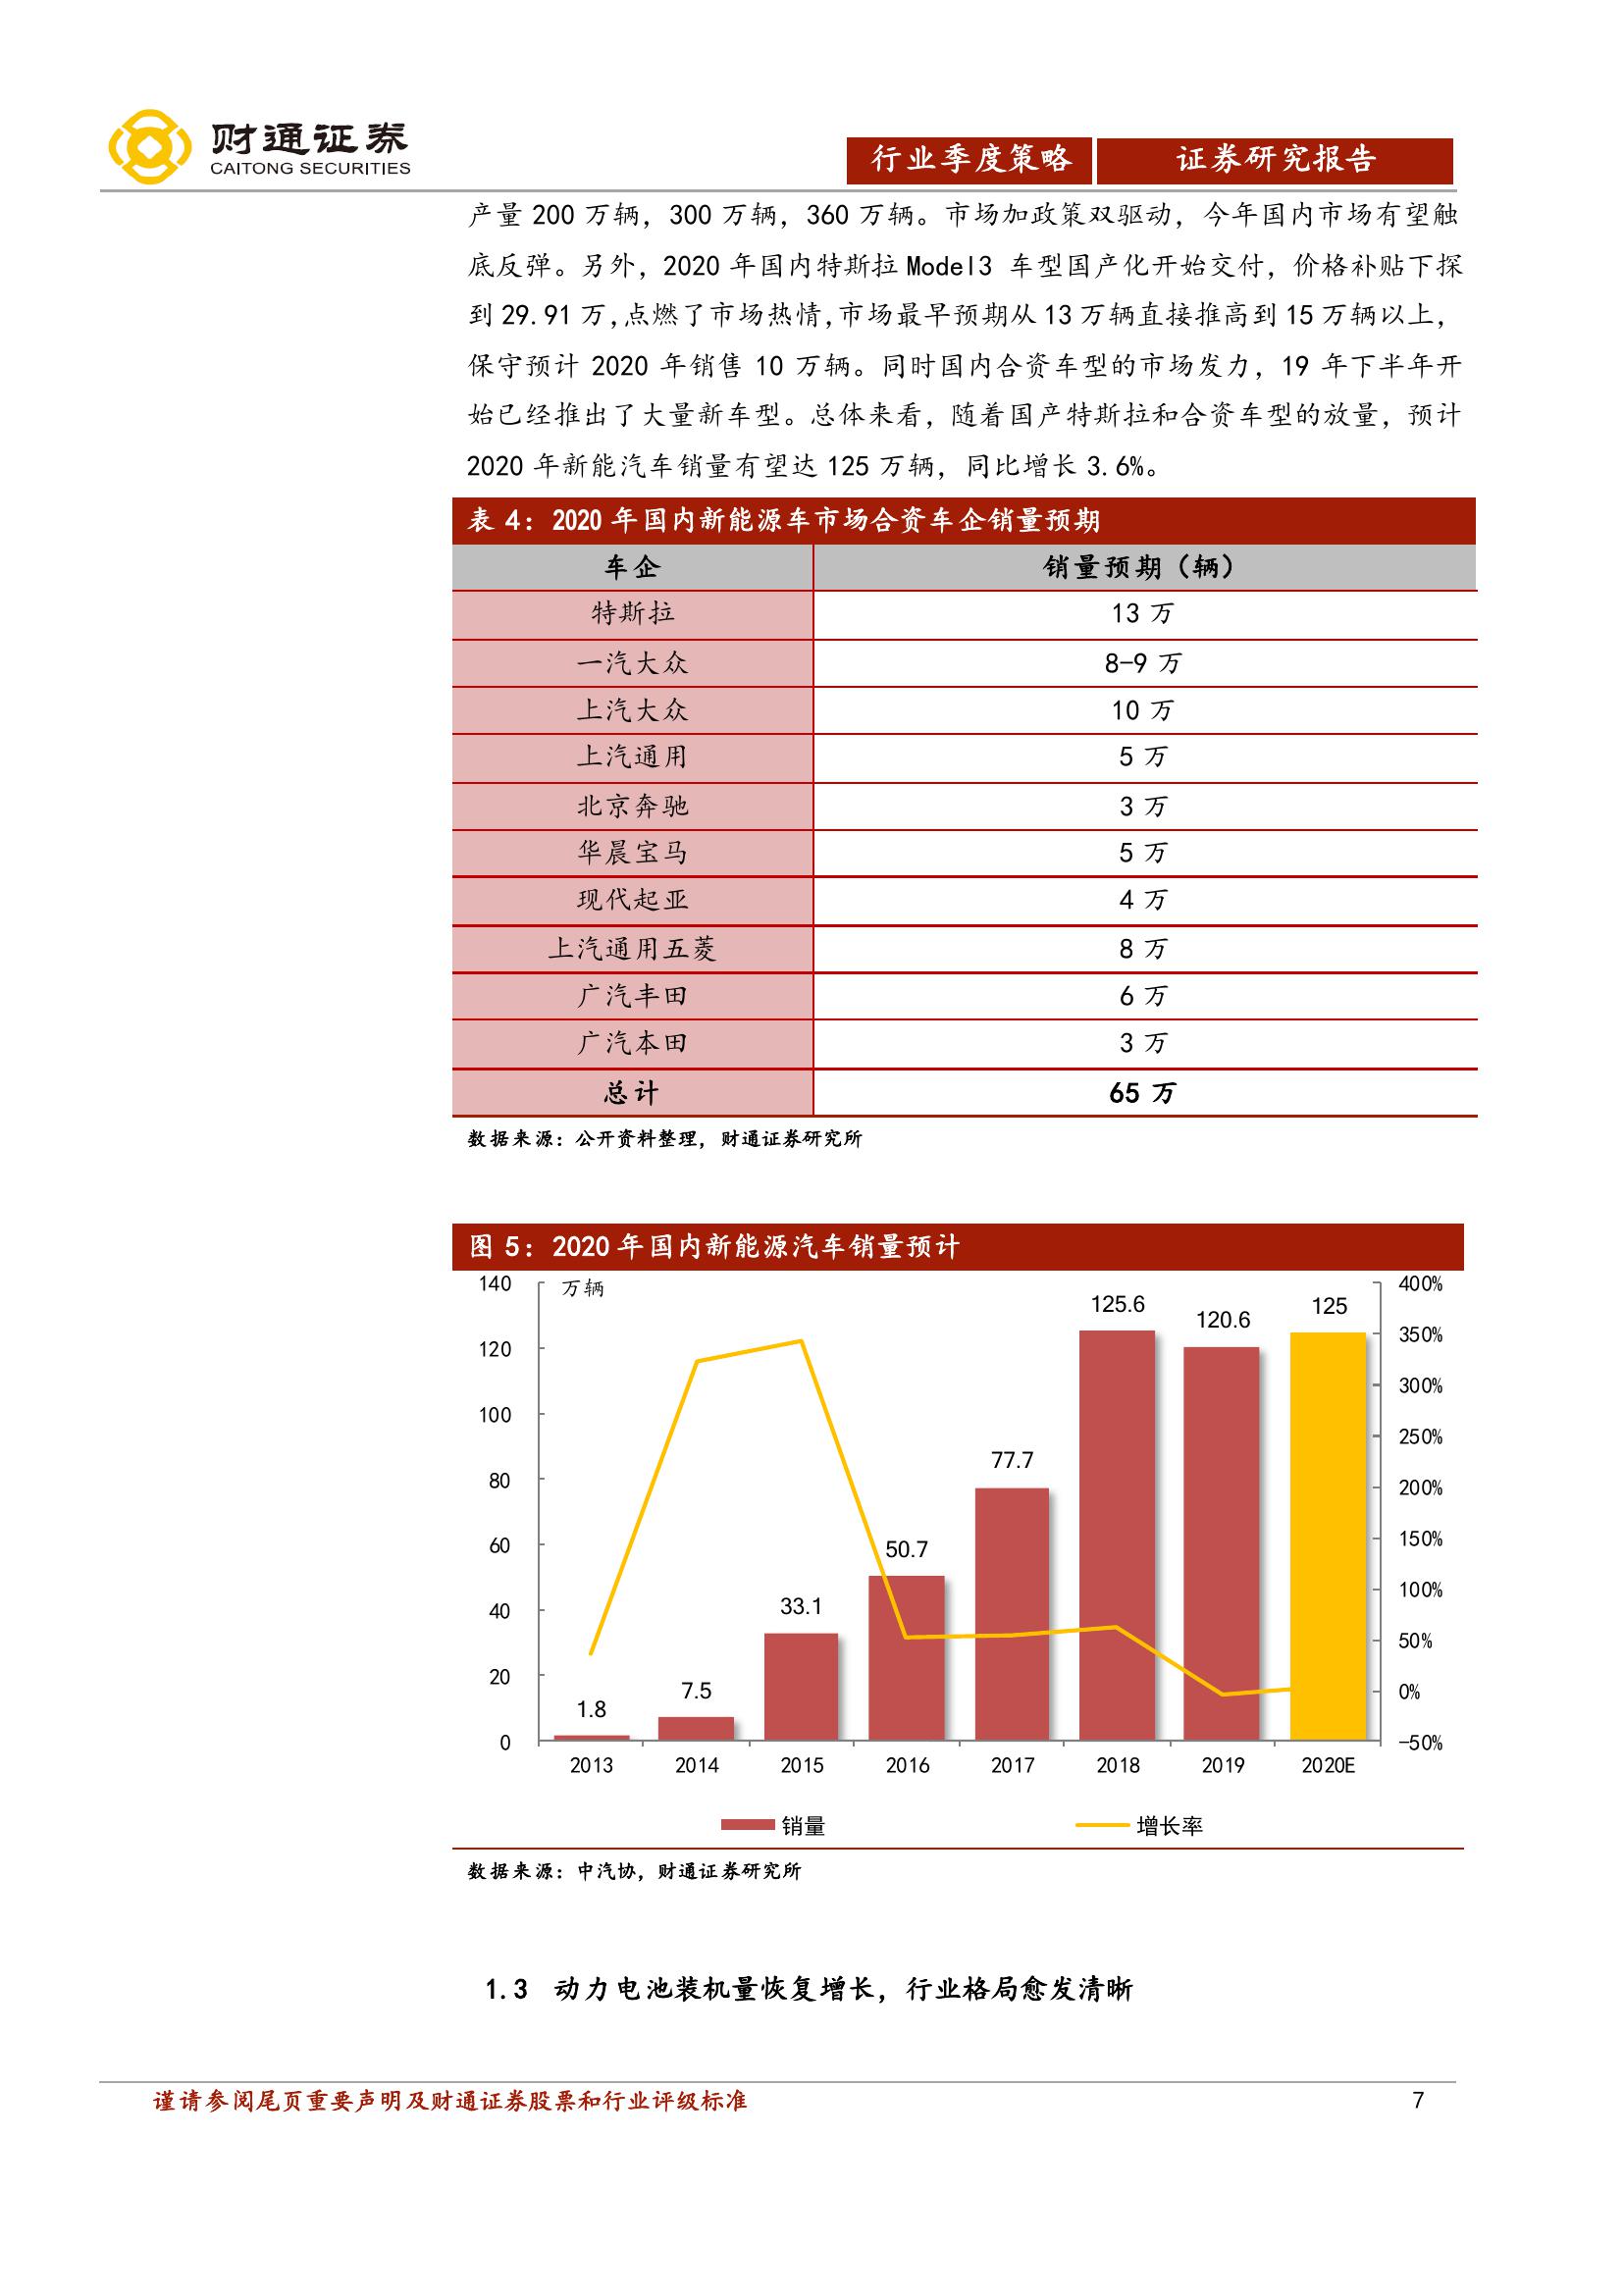 财通证券
CAITONG SECURITIES
行业季度策略 证券研究报告
产量 200 万辆，300 万辆，360 万辆。市场加政策双驱动，今年国内市场有望触
底反弹。另外，2020 年国内特斯拉 Model3 车型国产化开始交付，价格补贴下探
到 29.91 万，点燃了市场热情，市场最早预期从 13 万辆直接推高到 15 万辆以上，
保守预计 2020 年销售 10 万辆。同时国内合资车型的市场发力，19 年下半年开
始已经推出了大量新车型。总体来看，随着国产特斯拉和合资车型的放量，预计
2020 年新能汽车销量有望达 125 万辆，同比增长 3.6%。
表 4：2020 年国内新能源车市场合资车企销量预期
车企 销量预期（辆）
特斯拉 13 万
一汽大众 8-9 万
上汽大众 10 万
上汽通用 5 万
北京奔驰 3 万
华晨宝马 5 万
现代起亚 4 万
上汽通用五菱 8 万
广汽丰田 6 万
广汽本田 3 万
总计 65 万
数据来源：公开资料整理，财通证券研究所
图 5：2020 年国内新能源汽车销量预计
140 万辆 400%
125.6 120.6 125
120 350%
300%
100 250%
77.7
80 200%
60 50.7 150%
33.1 100%
40 50%
20 7.5 0%
1.8
0 -50%
2013 2014 2015 2016 2017 2018 2019 2020E
销量 增长率
数据来源：中汽协，财通证券研究所
1.3 动力电池装机量恢复增长，行业格局愈发清晰
谨请参阅尾页重要声明及财通证券股票和行业评级标准 7